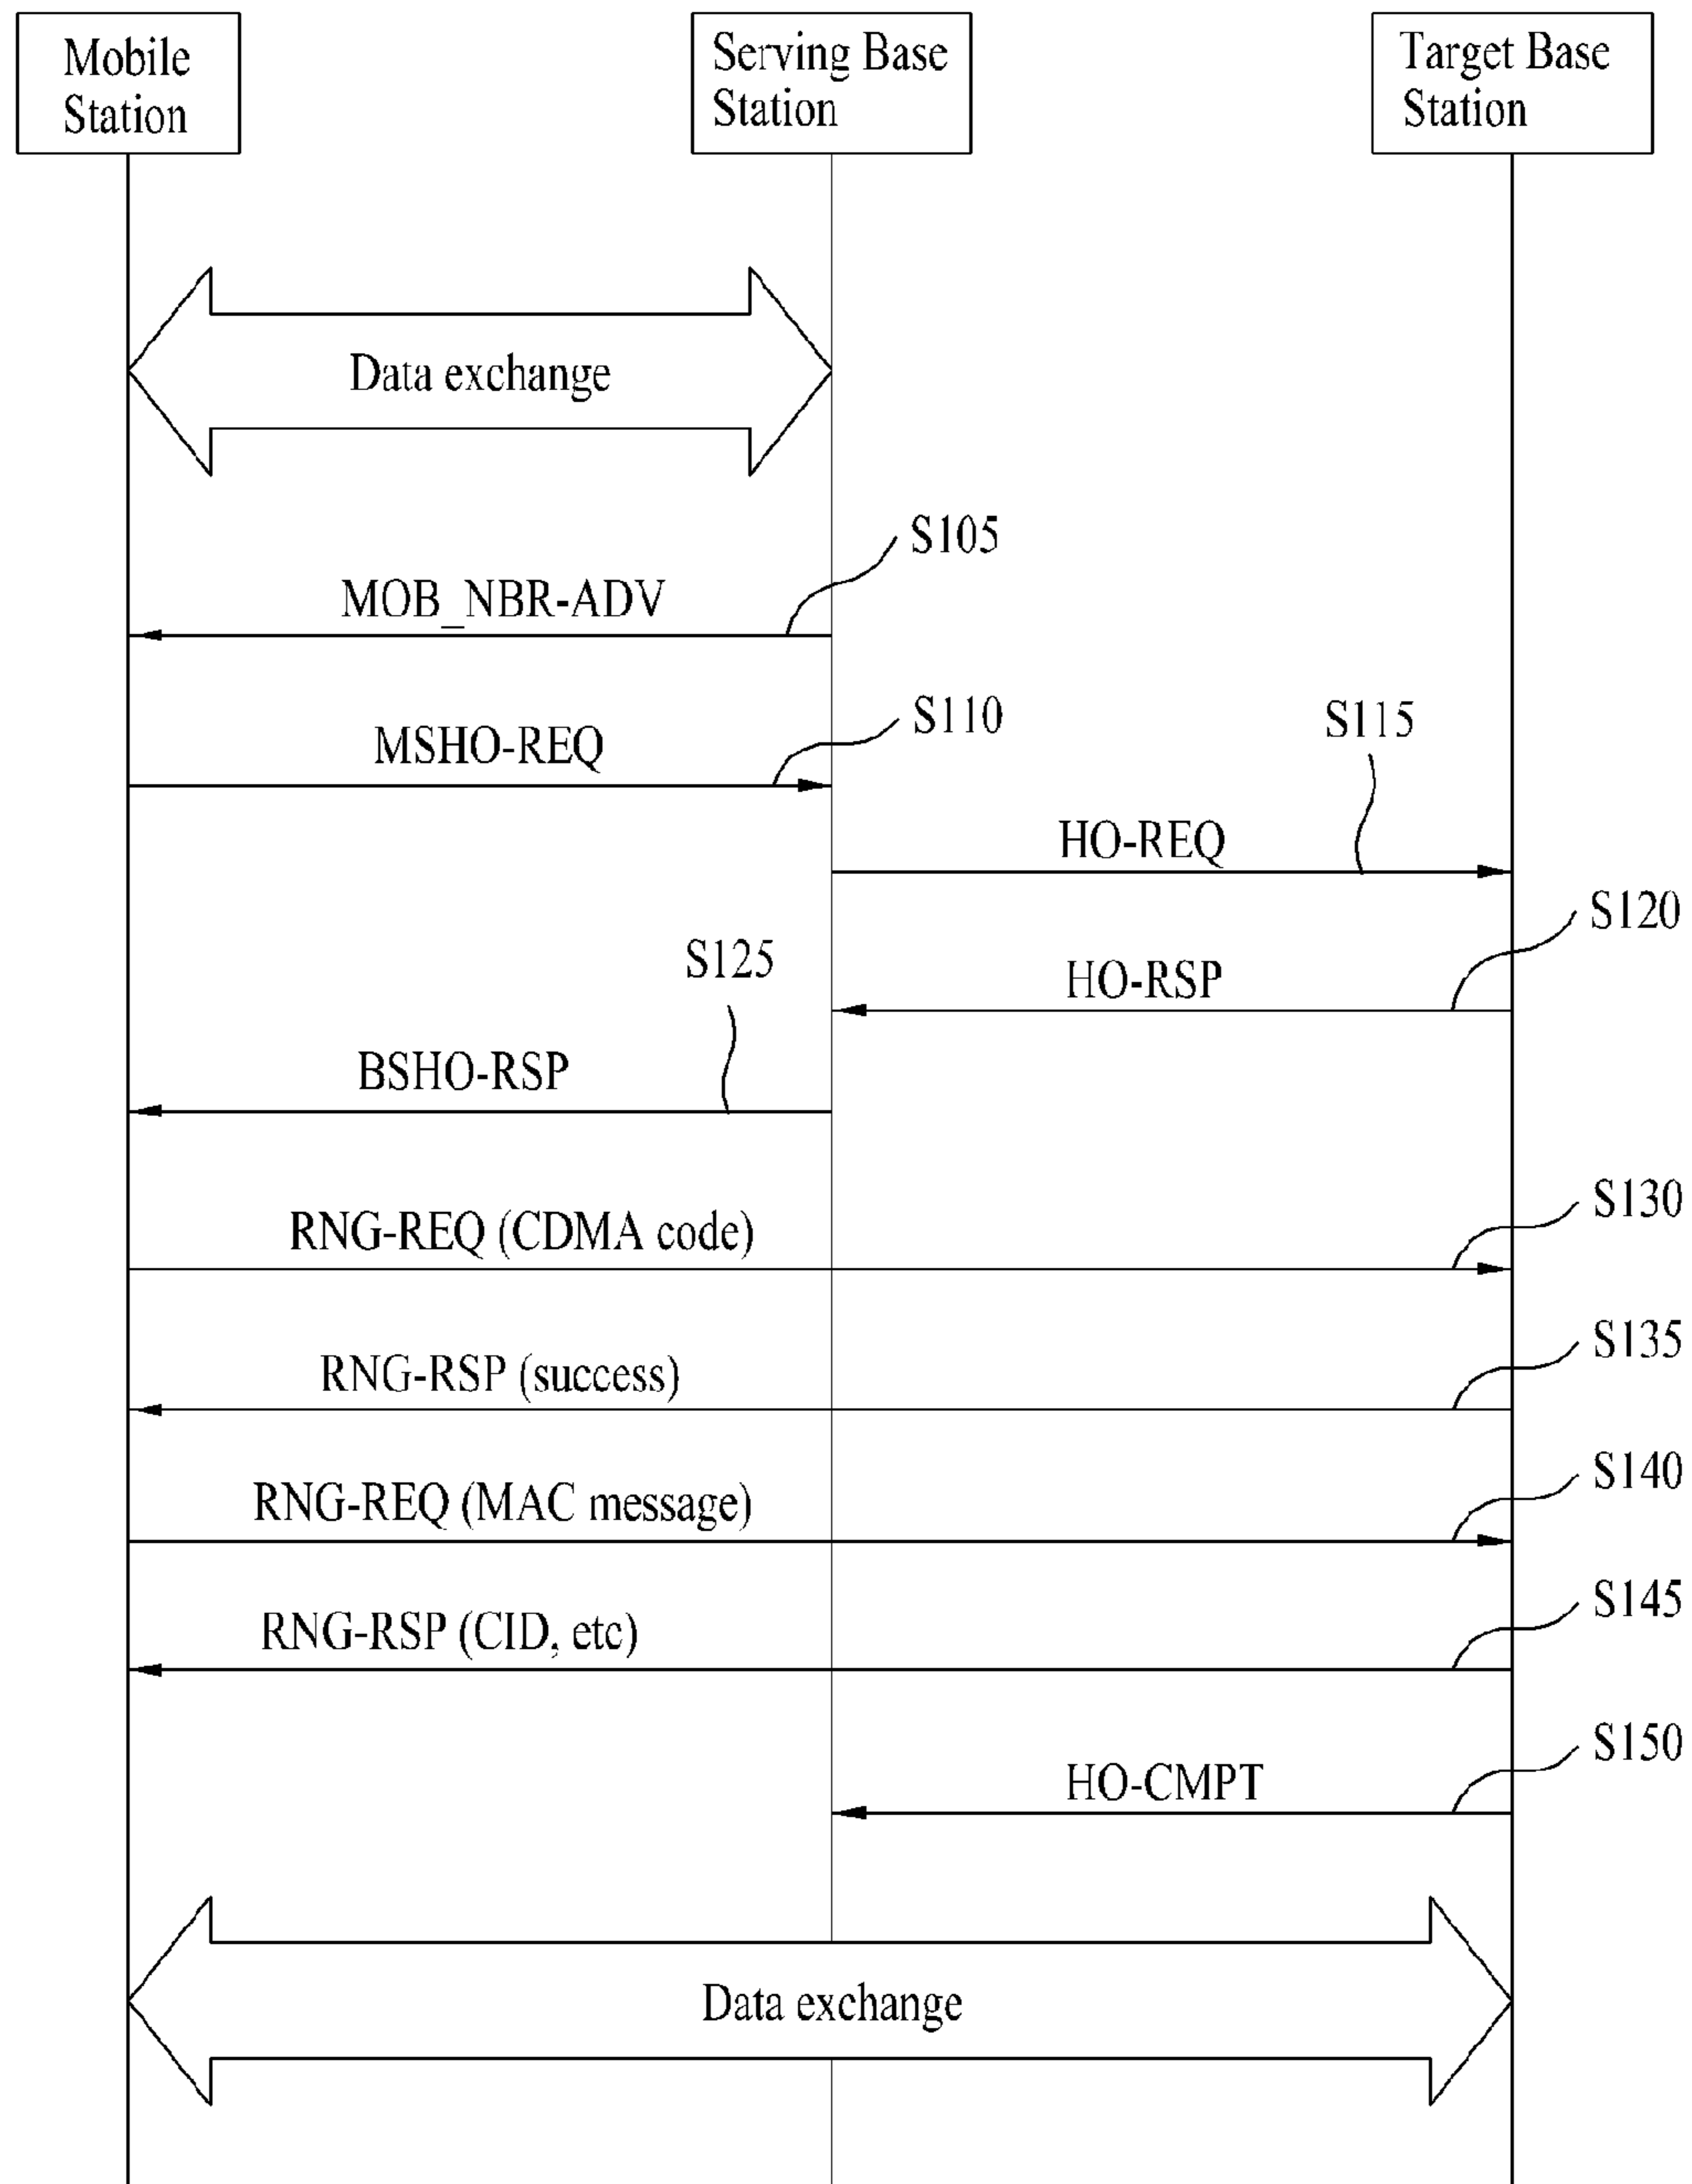 Mobile
Station
Serving Base
Station
Target Base
Station
Data exchange
S105
MOB_NBR-ADV
S110
MSHO-REQ
S115
HO-REQ
S120
HO-RSP
S125
BSHO-RSP
S130
RNG-REQ (CDMA code)
S135
RNG-RSP (success)
S140
RNG-REQ (MAC message)
S145
RNG-RSP (CID, etc)
S150
HO-CMPT
Data exchange